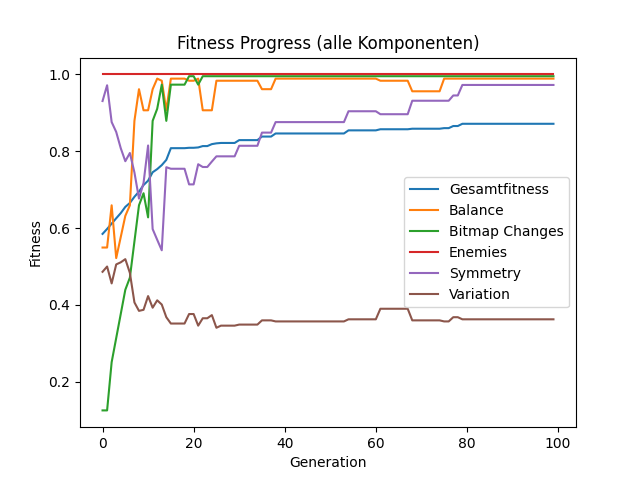 Fitness Progress (alle Komponenten)
1.0
0.8
0.6
0.4
0.2
Fitness
Gesamtfitness
Balance
Bitmap Changes
Enemies
Symmetry
Variation
0 20 40 60 80 100
Generation